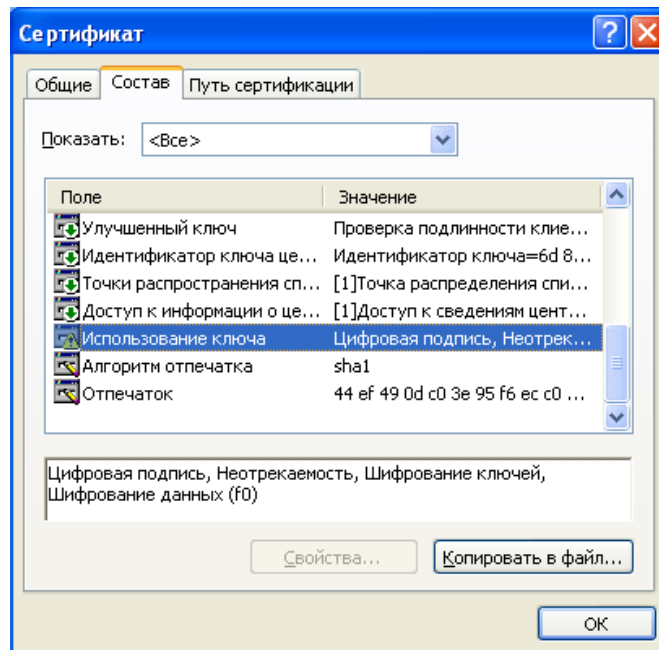 Сертификат
Общие Состав Путь сертификации
Показать: <Все>
Поле Значение
Улучшенный ключ Проверка подлинности клие...
Идентификатор ключа це... Идентификатор ключа=6d 8...
Точки распространения сп... [1]Точка распределения спи...
Доступ к информации о це... [1]Доступ к сведениям цент...
Использование ключа Цифровая подпись, Неотрек...
Алгоритм отпечатка sha1
Отпечаток 44 ef 49 0d c0 3e 95 f6 ec c0 ...
Цифровая подпись, Неотрекаемость, Шифрование ключей,
Шифрование данных (f0)
Свойства... Копировать в файл...
ОК